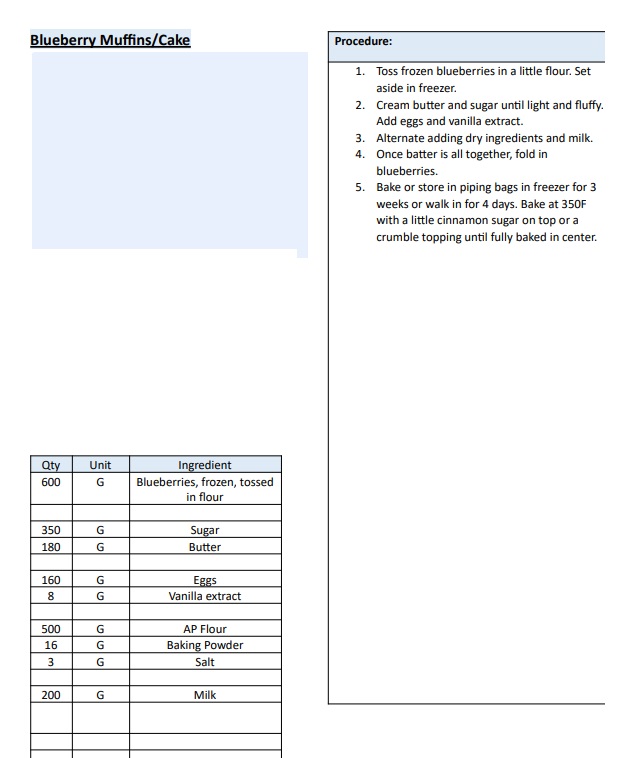 Blueberry Muffins/Cake
Procedure:
1. Toss frozen blueberries in a little flour. Set
aside in freezer.
2. Cream butter and sugar until light and fluffy.
Add eggs and vanilla extract.
3. Alternate adding dry ingredients and milk.
4. Once batter is all together, fold in
blueberries.
5. Bake or store in piping bags in freezer for 3
weeks or walk in for 4 days. Bake at 350F
with a little cinnamon sugar on top or a
crumble topping until fully baked in center.
Qty Unit Ingredient
600 G Blueberries, frozen, tossed
in flour
350 G Sugar
180 G Butter
160 G Eggs
8 G Vanilla extract
500 G AP Flour
16 G Baking Powder
3 G Salt
200 G Milk